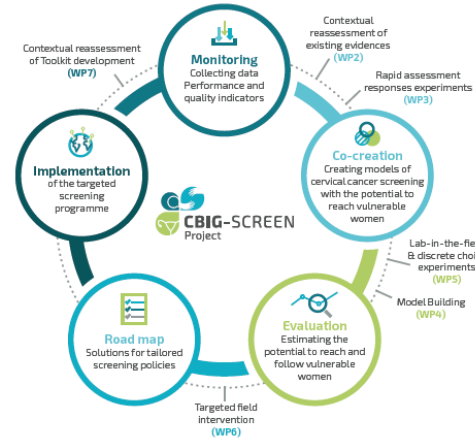 Monitoring
Collecting data
Performance and
quality indicators
Contextual
reassessment of
existing evidences
(WP2)
Rapid assessment
responses experiments
(WP3)
Co-creation
Creating models of
cervical cancer screening
with the potential to
reach vulnerable
women
& discrete
experiments
(WP5)
Model Building
(WP4)
Evaluation
Estimating the
potential to reach and
follow vulnerable
women
Targeted field
intervention
(WP6)
Road map
Solutions for tailored
screening policies
Implementation
of the targeted
screening
programme
Contextual reassessment
of Toolkit development
(WP7)
CBIG-SCREEN
Project